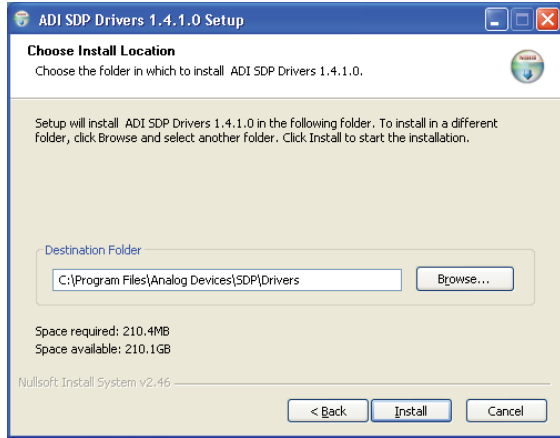 ADI SDP Drivers 1.4.1.0 Setup
Choose Install Location
Choose the folder in which to install ADI SDP Drivers 1.4.1.0.
Setup will install ADI SDP Drivers 1.4.1.0 in the following folder. To install in a different
folder, click Browse and select another folder. Click Install to start the installation.
Destination Folder
C:\Program Files\Analog Devices\SDP\Drivers
Browse...
Space required: 210.4MB
Space available: 210.1GB
Nullsoft Install System v2.46
< Back
Install
Cancel